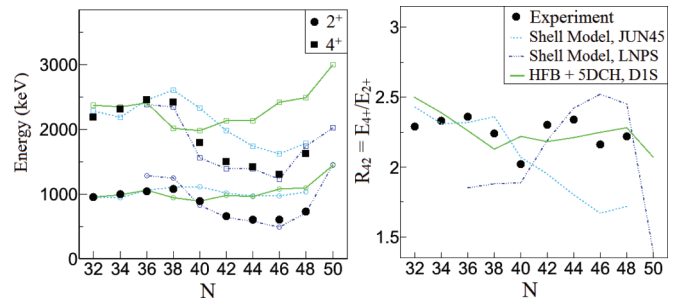 4000
3000
2000
1000
0
Energy (keV)
2⁺
4⁺
32 34 36 38 40 42 44 46 48 50
N
3
2.5
2
1.5
R₄₂ = E₄₊/E₂₊
Experiment
Shell Model, JUN45
Shell Model, LNPS
HFB + 5DCH, D1S
32 34 36 38 40 42 44 46 48 50
N